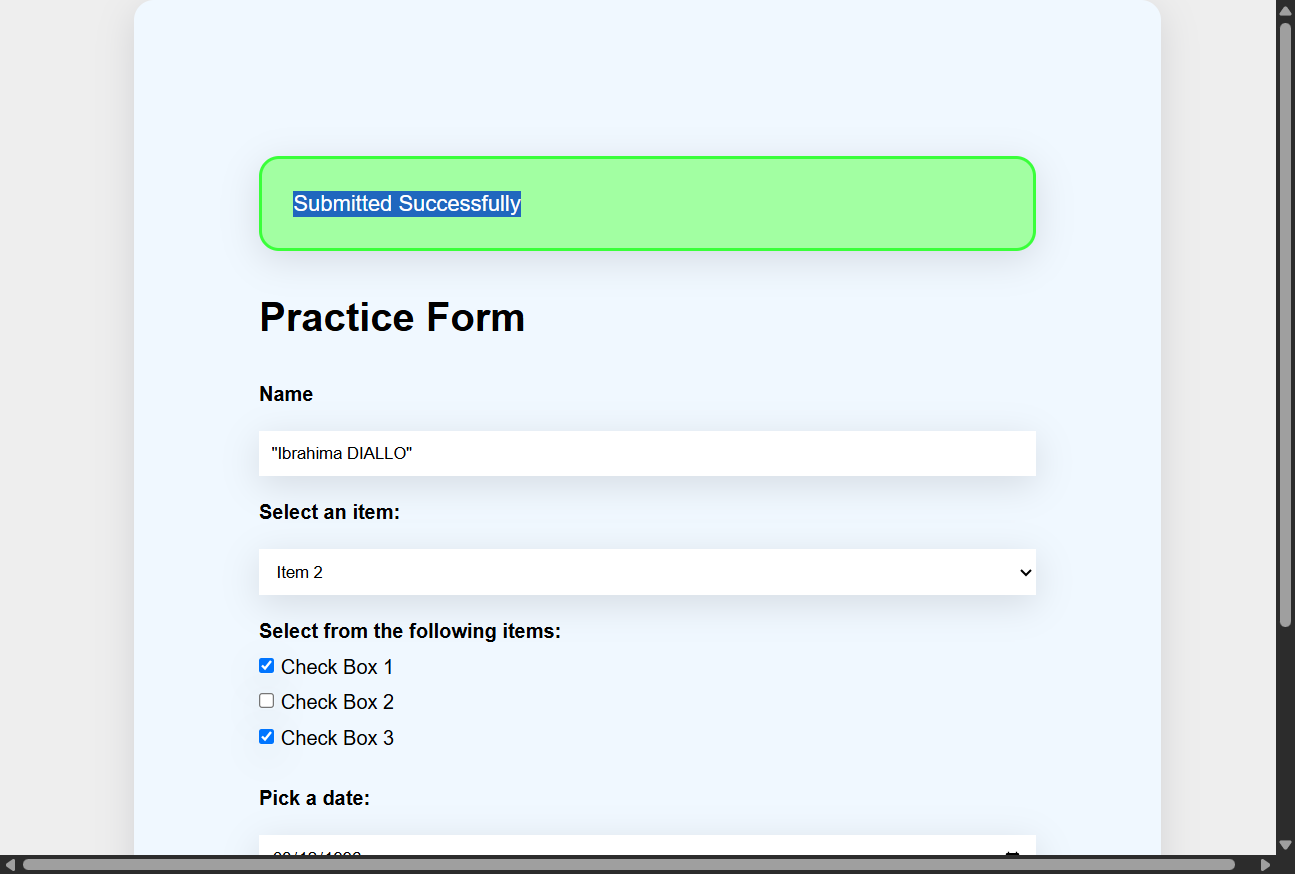 Submitted Successfully
Practice Form
Name
"Ibrahima DIALLO"
Select an item:
Item 2
Select from the following items:
Check Box 1
Check Box 2
Check Box 3
Pick a date: